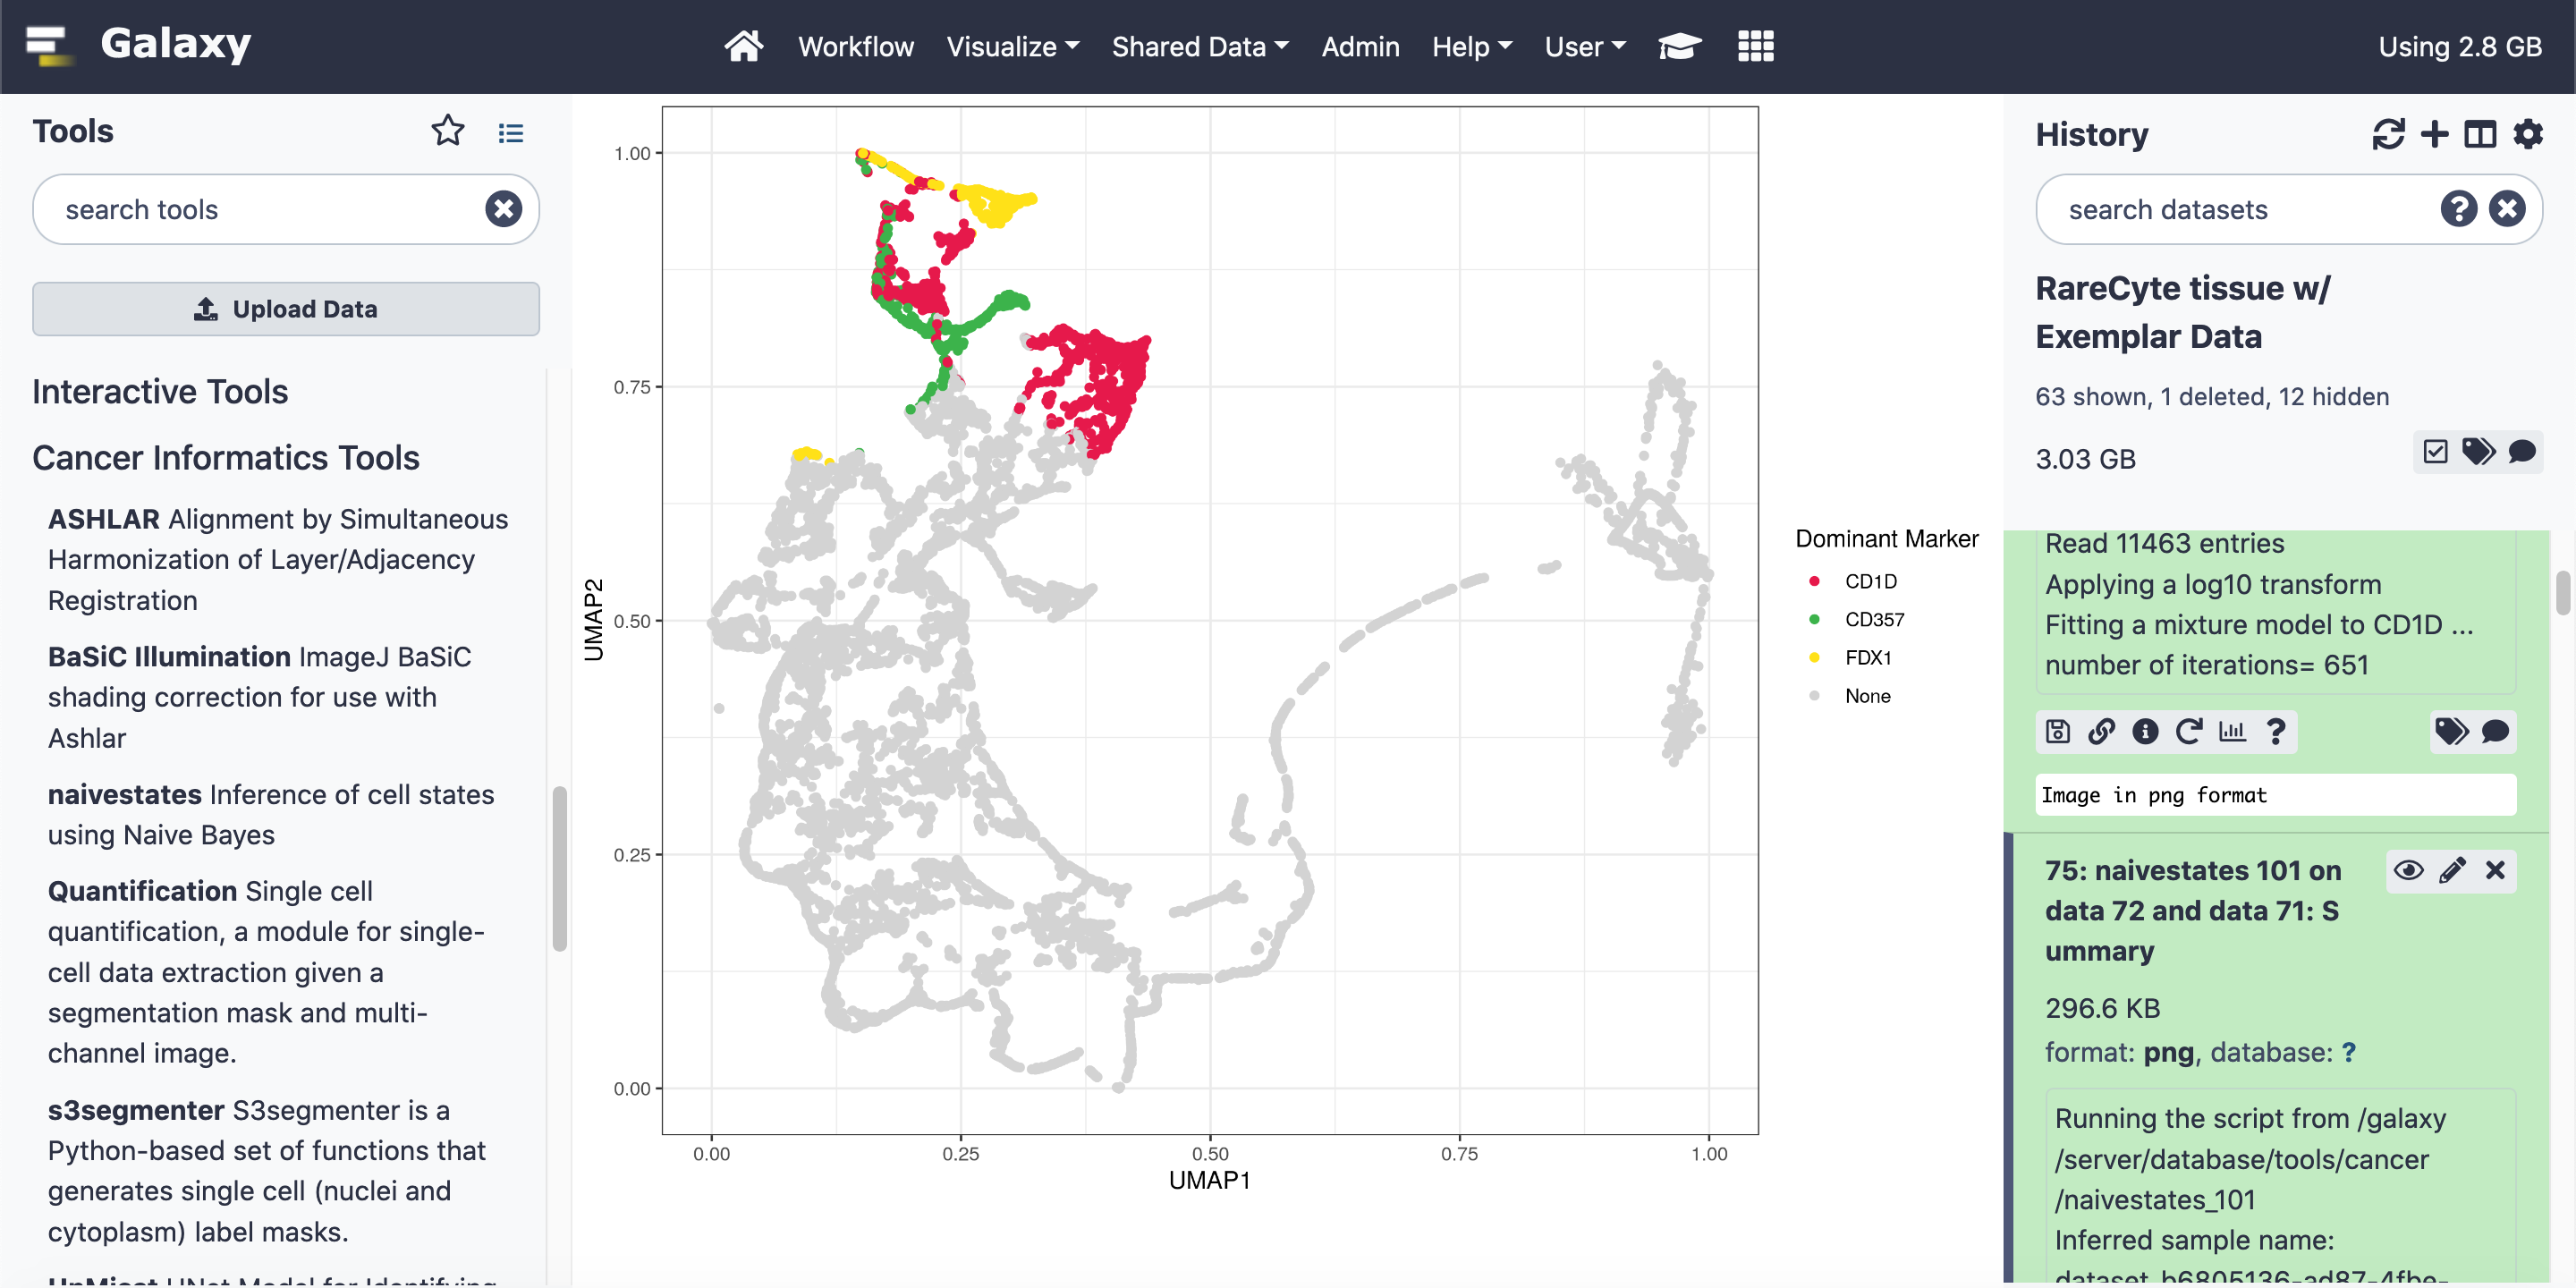 Galaxy
Workflow
Visualize
Shared Data
Admin
Help
User
Using 2.8 GB
Tools
search tools
Upload Data
Interactive Tools
Cancer Informatics Tools
ASHLAR Alignment by Simultaneous
Harmonization of Layer/Adjacency
Registration
BaSiC Illumination ImageJ BaSiC
shading correction for use with
Ashlar
naivestates Inference of cell states
using Naive Bayes
Quantification Single cell
quantification, a module for single-
cell data extraction given a
segmentation mask and multi-
channel image.
s3segmenter S3segmenter is a
Python-based set of functions that
generates single cell (nuclei and
cytoplasm) label masks.
UnMicst UNet Model for Identifying
1.00
0.75
0.50
0.25
0.00
UMAP2
0.00
0.25
0.50
0.75
1.00
UMAP1
Dominant Marker
CD1D
CD357
FDX1
None
History
search datasets
RareCyte tissue w/
Exemplar Data
63 shown, 1 deleted, 12 hidden
3.03 GB
Read 11463 entries
Applying a log10 transform
Fitting a mixture model to CD1D ...
number of iterations= 651
Image in png format
75: naivestates 101 on
data 72 and data 71: S
ummary
296.6 KB
format: png, database: ?
Running the script from /galaxy
/server/database/tools/cancer
/naivestates_101
Inferred sample name:
dataset_b6805136-ad87-4fbe-